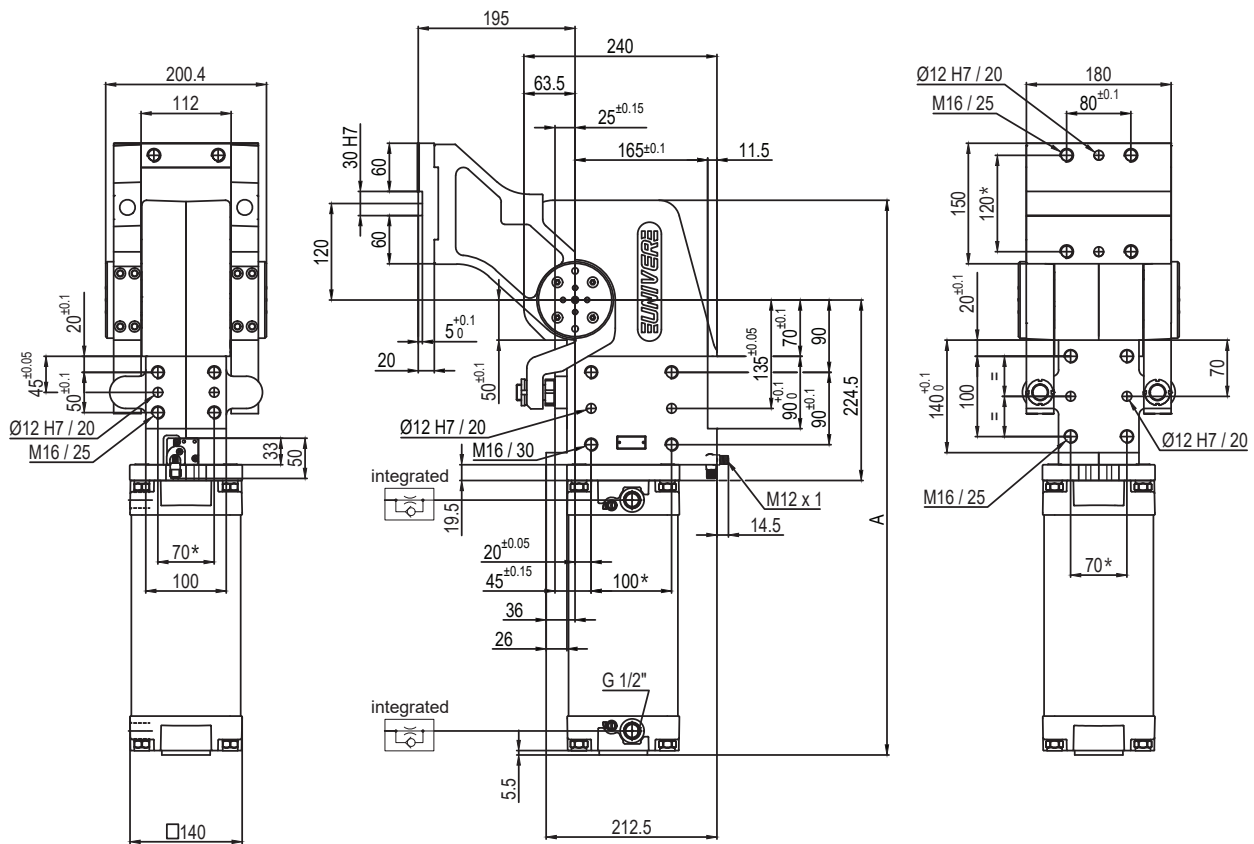 200.4
112
20±0.1
45±0.05
50±0.1
Ø12 H7 / 20
M16 / 25
33
50
70*
100
□140
195
240
63.5
25±0.15
165±0.1
11.5
30 H7
60
60
120
5 +0.1 0
20
50±0.1
UNIVER
135±0.05
70±0.1
90
90 +0.1 0
90±0.1
224.5
Ø12 H7 / 20
M16 / 30
integrated
19.5
M12 x 1
14.5
A
20±0.05
45±0.15
100*
36
26
G 1/2"
integrated
5.5
212.5
Ø12 H7 / 20
M16 / 25
180
80±0.1
150
120*
20±0.1
140 +0.1 0
100
=
=
70
Ø12 H7 / 20
M16 / 25
70*